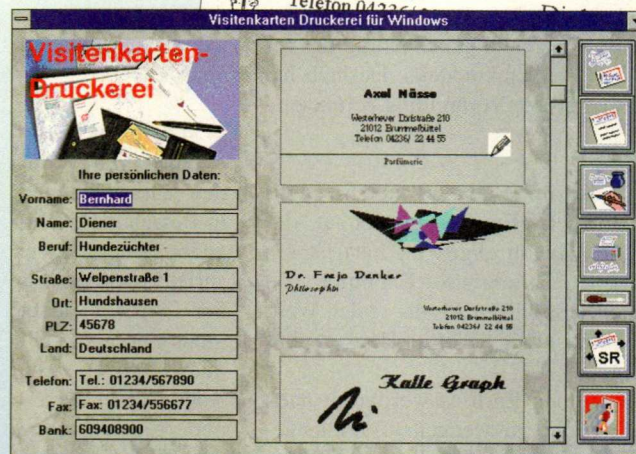 Telefon
Visitenkarten Druckerei für Windows
Visitenkarten-
Druckerei
Ihre persönlichen Daten:
Vorname: Bernhard
Name: Diener
Beruf: Hundezüchter
Straße: Welpenstraße 1
Ort: Hundshausen
PLZ: 45678
Land: Deutschland
Telefon: Tel.: 01234/567890
Fax: Fax: 01234/556677
Bank: 609408900
Axel Nässe
Westerhever Dorfstraße 210
21012 Brummelbüttel
Telefon 04236/ 22 44 55
Parfümerie
Dr. Freja Danker
Philosophin
Westerhever Dorfstraße 210
21012 Brummelbüttel
Telefon 04236/ 22 44 55
Kalle Graph
SR